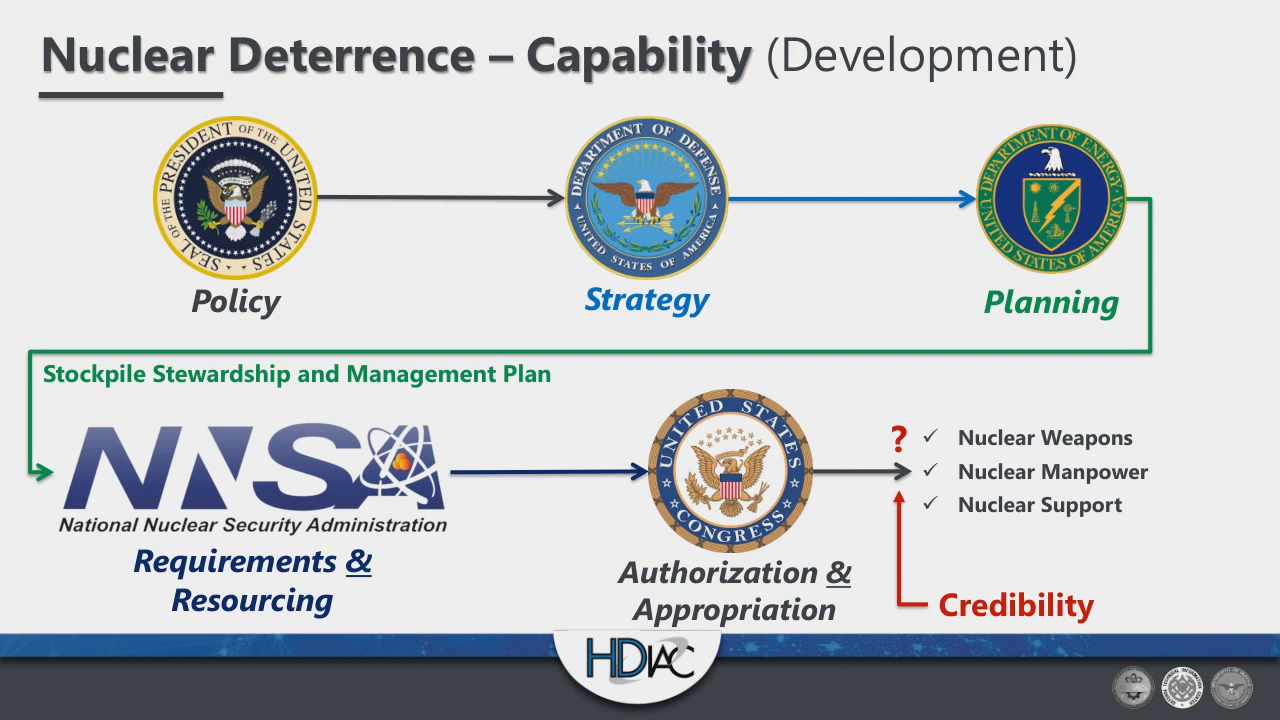 Nuclear Deterrence – Capability (Development)
SEAL OF THE PRESIDENT OF THE UNITED STATES
DEPARTMENT OF DEFENSE
UNITED STATES OF AMERICA
DEPARTMENT OF ENERGY
UNITED STATES OF AMERICA
Policy
Strategy
Planning
Stockpile Stewardship and Management Plan
NNSA
National Nuclear Security Administration
Requirements &
Resourcing
UNITED STATES
CONGRESS
Authorization &
Appropriation
?
✓ Nuclear Weapons
✓ Nuclear Manpower
✓ Nuclear Support
Credibility
HDIAC